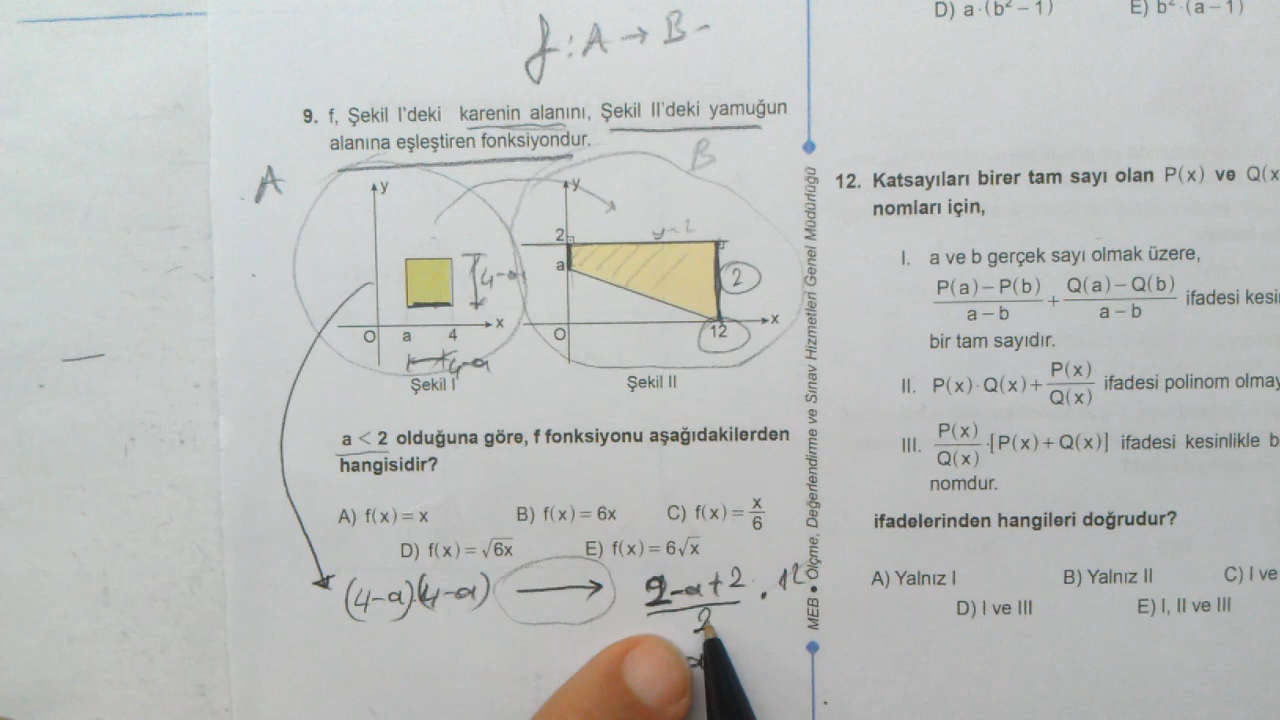 f : A → B
9. f, Şekil I'deki karenin alanını, Şekil II'deki yamuğun
alanına eşleştiren fonksiyondur.
A
B
y
4-a
O a 4 x
4-a
Şekil I
y
y=2
2
a
2
O 12 x
Şekil II
a < 2 olduğuna göre, f fonksiyonu aşağıdakilerden
hangisidir?
A) f(x) = x B) f(x) = 6x C) f(x) = x/6
D) f(x) = √6x E) f(x) = 6√x
(4-a)(4-a) → 2-a+2/2 . 12
MEB ● Ölçme, Değerlendirme ve Sınav Hizmetleri Genel Müdürlüğü
D) a·(b² − 1) E) b²·(a − 1)
12. Katsayıları birer tam sayı olan P(x) ve Q(x
nomları için,
I. a ve b gerçek sayı olmak üzere,
P(a) − P(b)/a − b + Q(a) − Q(b)/a − b ifadesi kesi
bir tam sayıdır.
II. P(x)·Q(x) + P(x)/Q(x) ifadesi polinom olmay
III. P(x)/Q(x) ·[P(x) + Q(x)] ifadesi kesinlikle b
nomdur.
ifadelerinden hangileri doğrudur?
A) Yalnız I B) Yalnız II C) I ve
D) I ve III E) I, II ve III